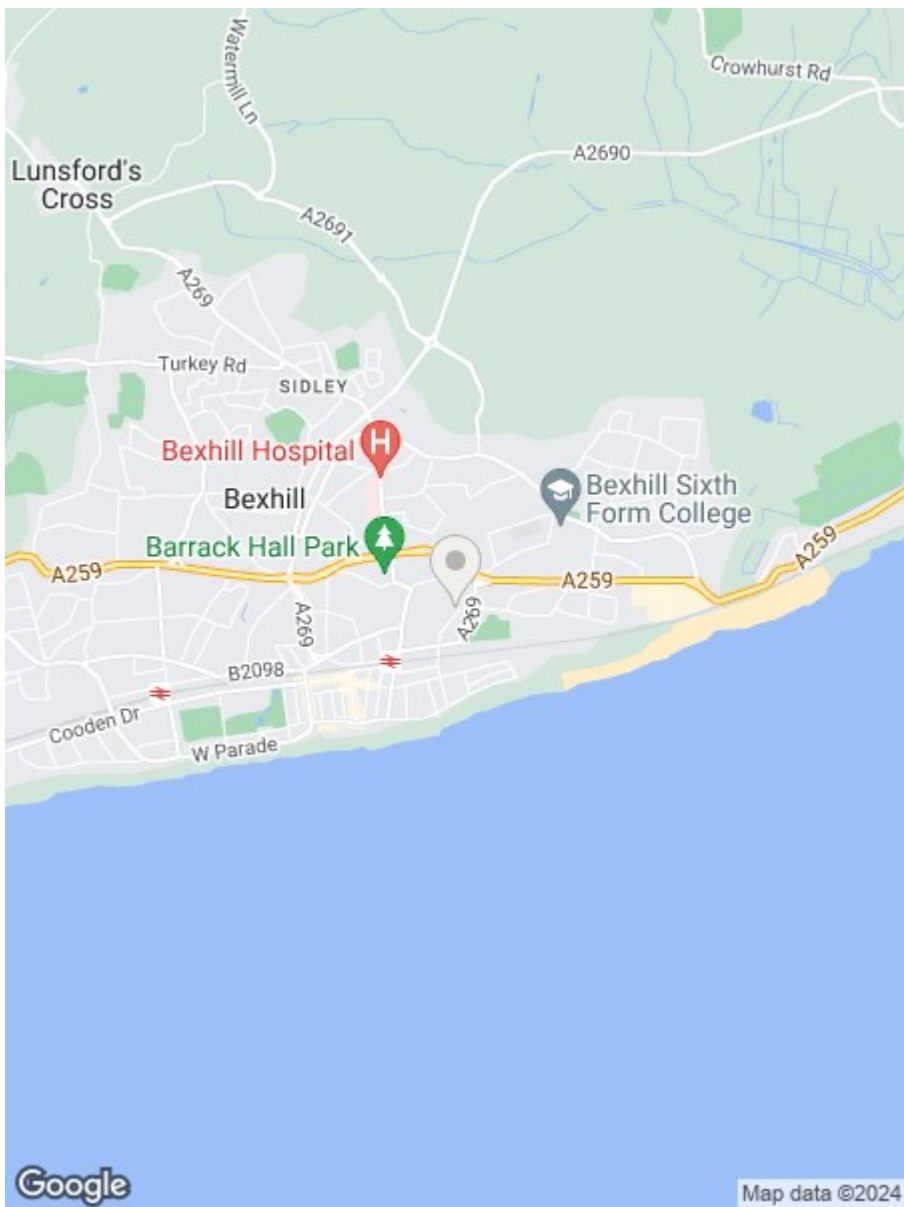 Watermill Ln
Crowhurst Rd
A2690
Lunsford's
Cross
A2691
A269
Turkey Rd
SIDLEY
H
Bexhill Hospital
Bexhill
Bexhill Sixth
Form College
Barrack Hall Park
A259
A259
A259
A269
A269
B2098
Cooden Dr
W Parade
Google
Map data ©2024